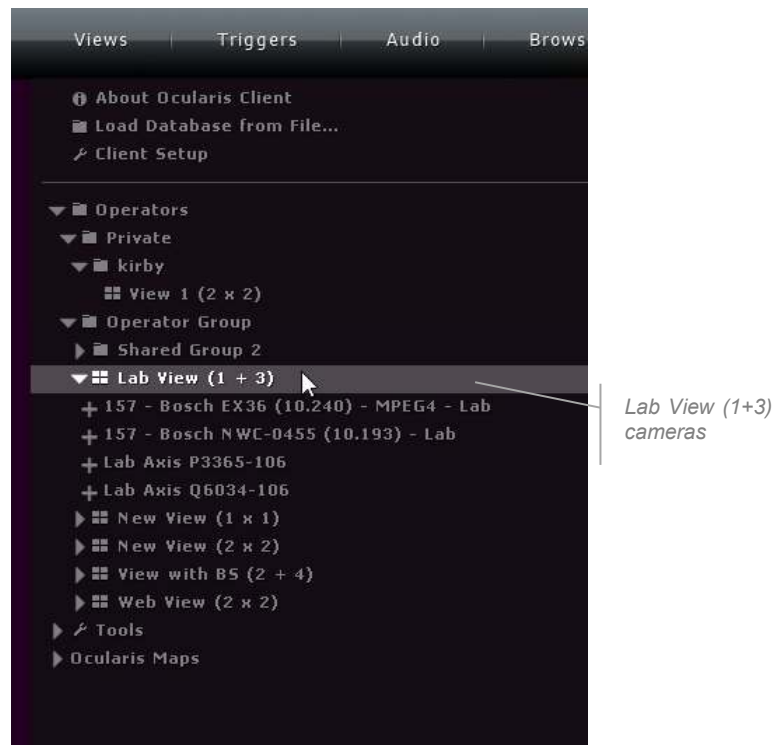 Views Triggers Audio Brows
About Ocularis Client
Load Database from File...
Client Setup
Operators
Private
kirby
View 1 (2 x 2)
Operator Group
Shared Group 2
Lab View (1 + 3)
157 - Bosch EX36 (10.240) - MPEG4 - Lab
157 - Bosch NWC-0455 (10.193) - Lab
Lab Axis P3365-106
Lab Axis Q6034-106
New View (1 x 1)
New View (2 x 2)
View with BS (2 + 4)
Web View (2 x 2)
Tools
Ocularis Maps
Lab View (1+3)
cameras